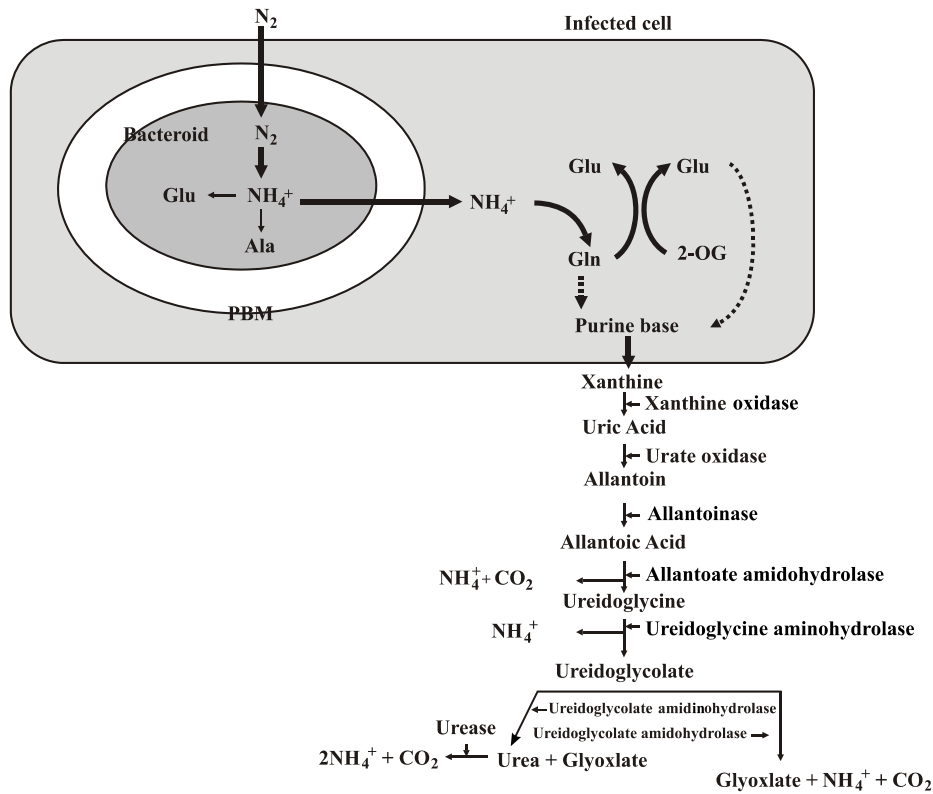 N₂
Infected cell
Bacteroid
N₂
Glu
NH₄⁺
Ala
PBM
NH₄⁺
Glu
Glu
Gln
2-OG
Purine base
Xanthine
Xanthine oxidase
Uric Acid
Urate oxidase
Allantoin
Allantoinase
Allantoic Acid
Allantoate amidohydrolase
NH₄⁺ + CO₂
Ureidoglycine
Ureidoglycine aminohydrolase
NH₄⁺
Ureidoglycolate
Ureidoglycolate amidinohydrolase
Ureidoglycolate amidohydrolase
Urease
2NH₄⁺ + CO₂
Urea + Glyoxlate
Glyoxlate + NH₄⁺ + CO₂